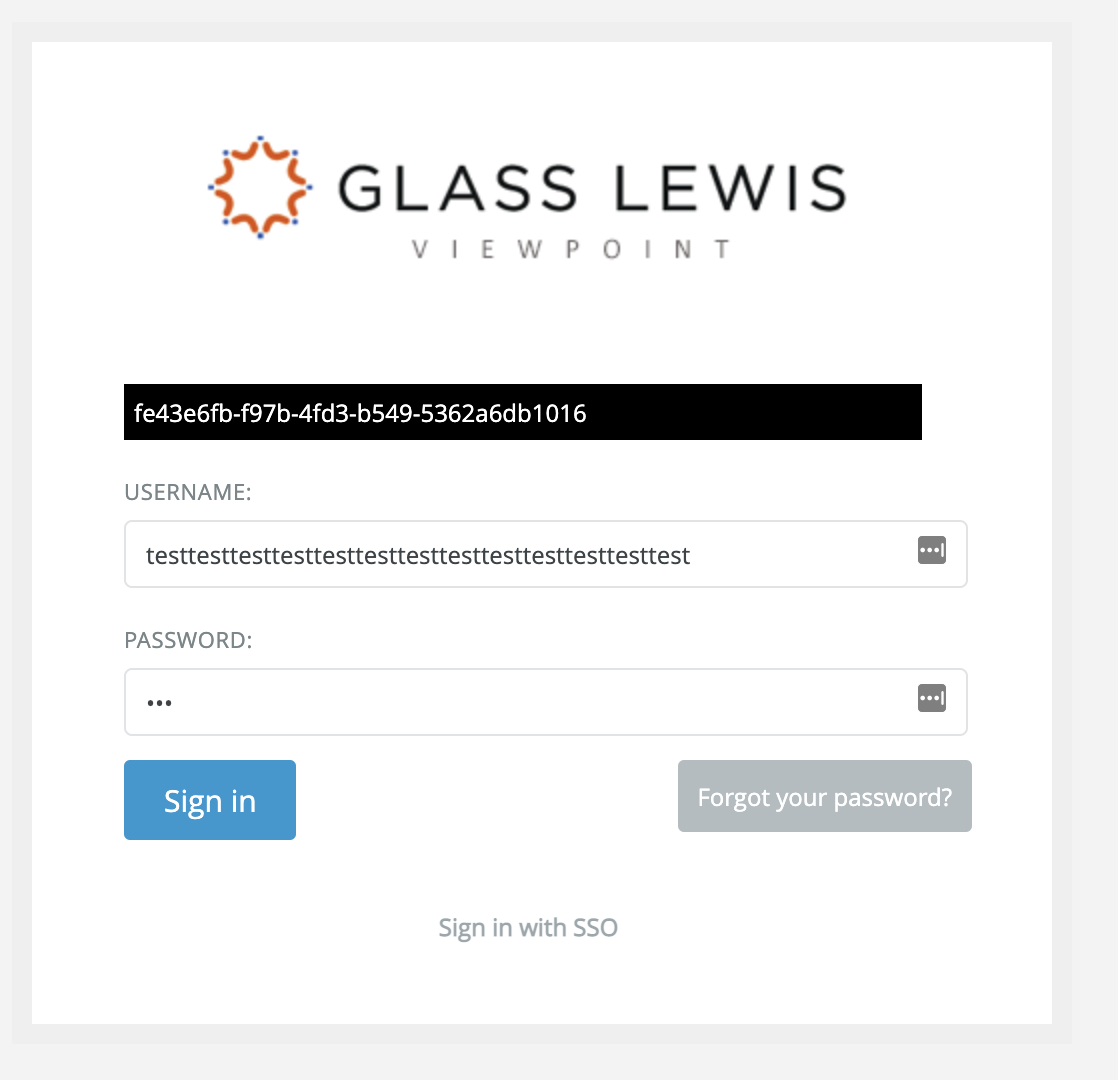 GLASS LEWIS
VIEWPOINT
fe43e6fb-f97b-4fd3-b549-5362a6db1016
USERNAME:
testtesttesttesttesttesttesttesttesttesttesttesttest
PASSWORD:
•••
Sign in
Forgot your password?
Sign in with SSO